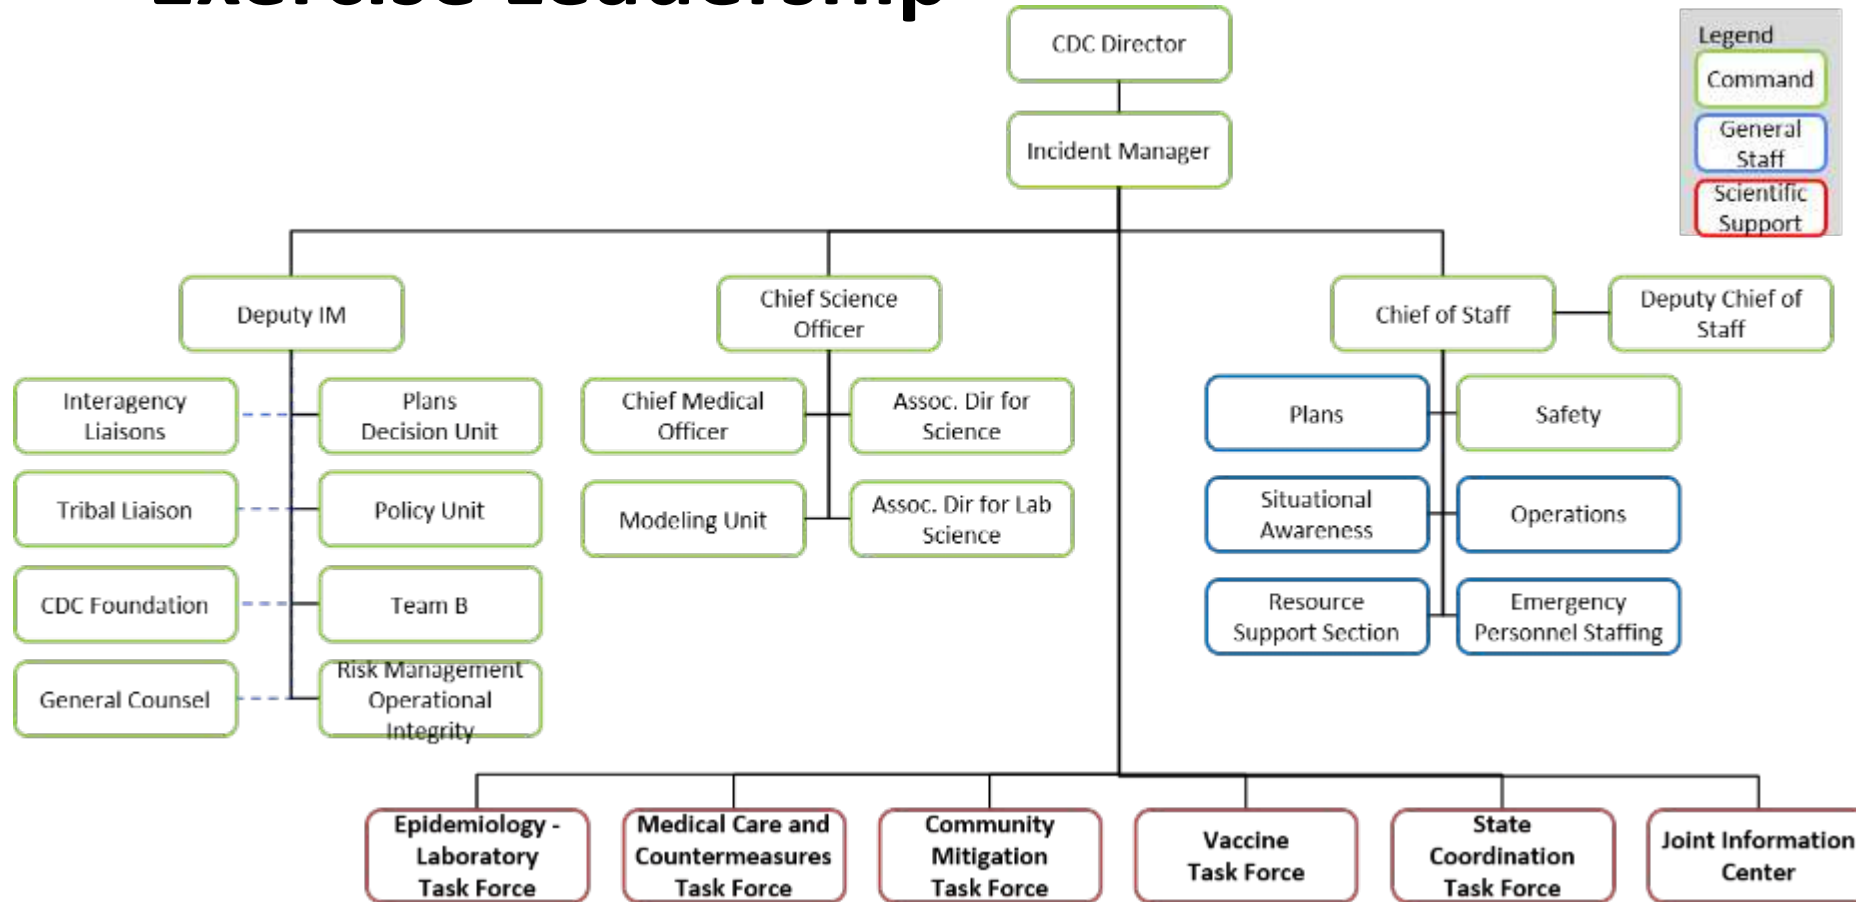 Exercise Leadership
CDC Director
Incident Manager
Legend
Command
General
Staff
Scientific
Support
Deputy IM
Chief Science
Officer
Chief of Staff
Deputy Chief of
Staff
Interagency
Liaisons
Plans
Decision Unit
Tribal Liaison
Policy Unit
CDC Foundation
Team B
General Counsel
Risk Management
Operational
Integrity
Chief Medical
Officer
Assoc. Dir for
Science
Modeling Unit
Assoc. Dir for Lab
Science
Plans
Safety
Situational
Awareness
Operations
Resource
Support Section
Emergency
Personnel Staffing
Epidemiology -
Laboratory
Task Force
Medical Care and
Countermeasures
Task Force
Community
Mitigation
Task Force
Vaccine
Task Force
State
Coordination
Task Force
Joint Information
Center